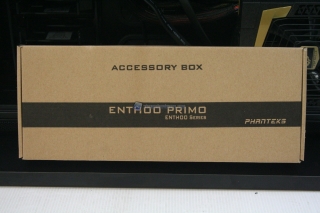 ACCESSORY BOX
ENTHOO PRIMO
ENTHOO SERIES
PHANTEKS